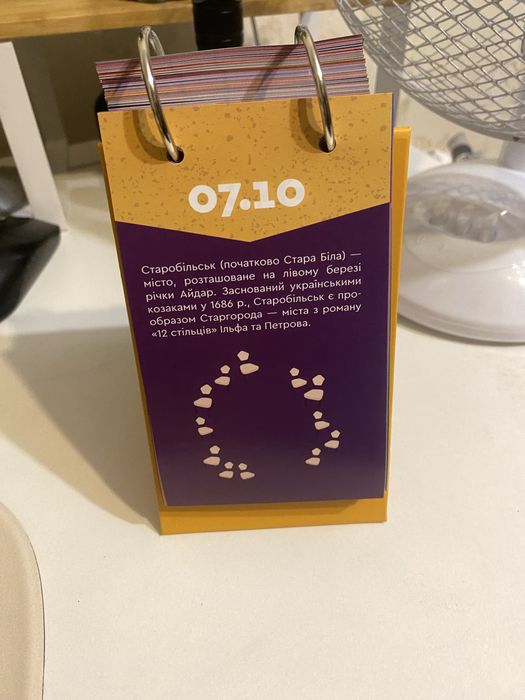 07.10
Старобільськ (початково Стара Біла) —
місто, розташоване на лівому березі
річки Айдар. Заснований українськими
козаками у 1686 р., Старобільськ є про-
образом Старгорода — міста з роману
«12 стільців» Ільфа та Петрова.